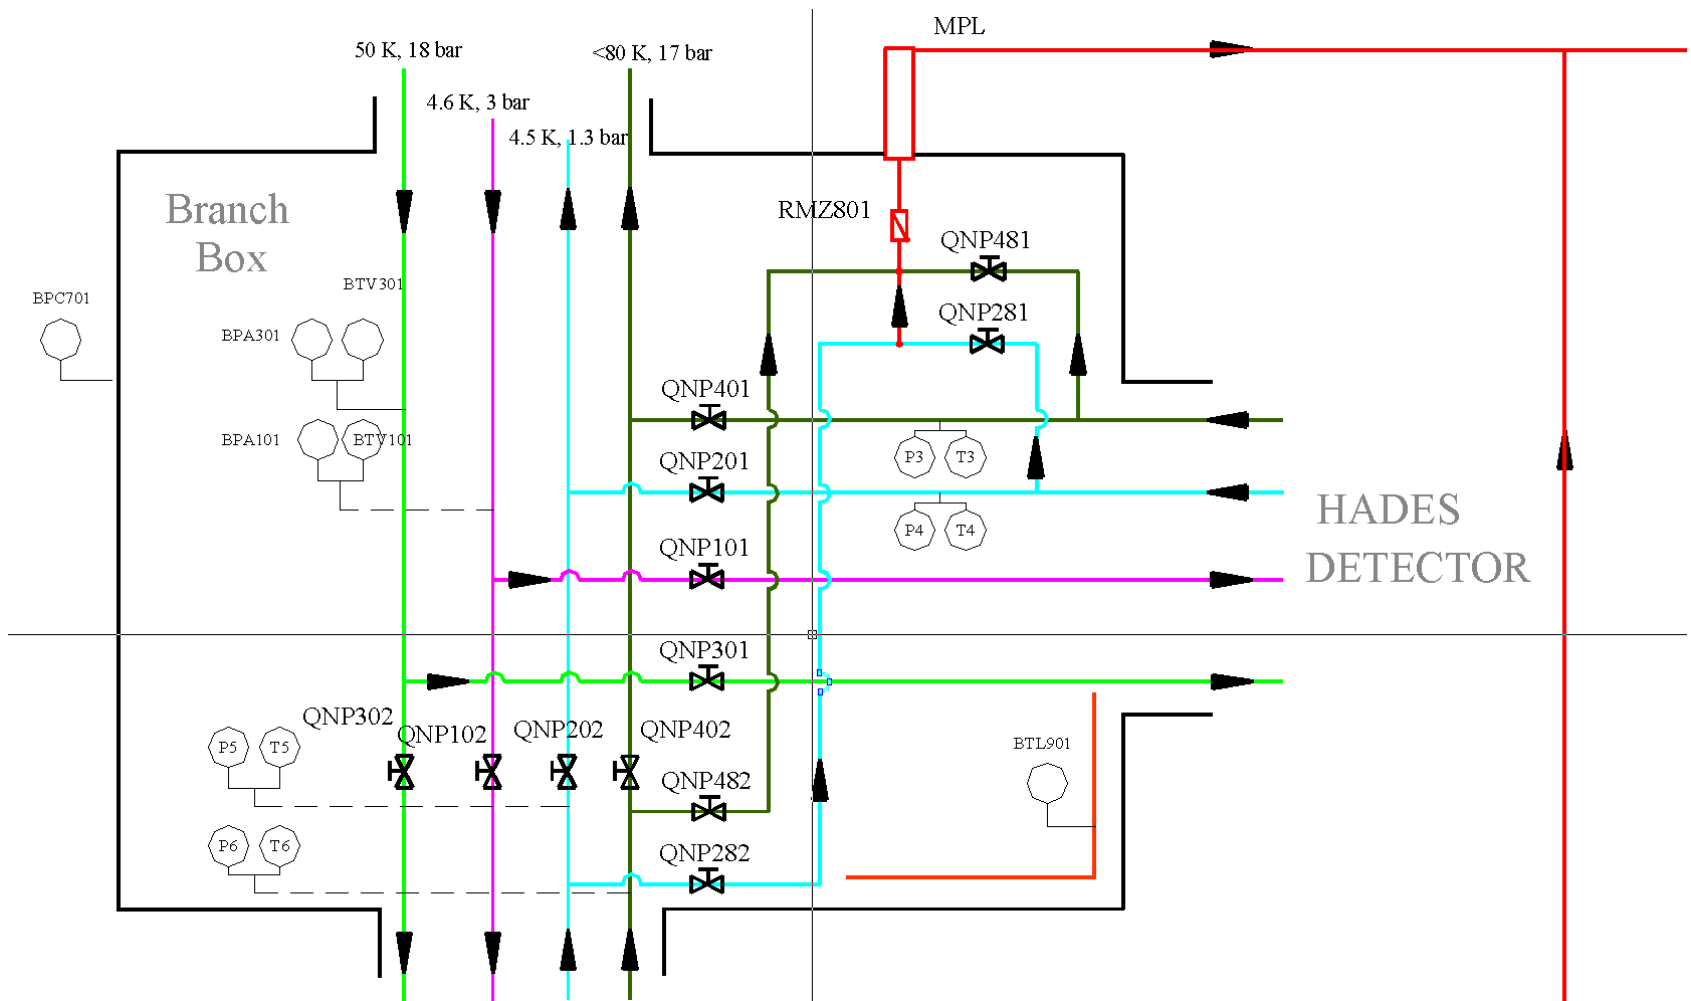 MPL
50 K, 18 bar
<80 K, 17 bar
4.6 K, 3 bar
4.5 K, 1.3 bar
Branch
Box
RMZ801
QNP481
BTV301
BPC701
QNP281
BPA301
QNP401
BPA101
BTV101
P3
T3
QNP201
HADES
DETECTOR
P4
T4
QNP101
QNP301
QNP302
QNP102
QNP202
QNP402
P5
T5
BTL901
QNP482
P6
T6
QNP282